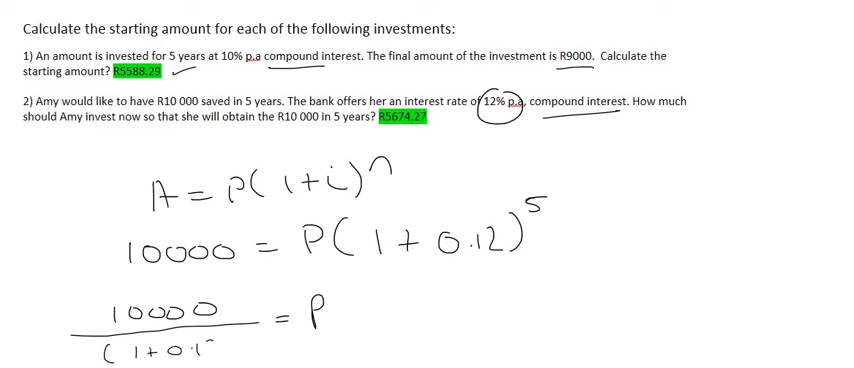 Calculate the starting amount for each of the following investments:
1) An amount is invested for 5 years at 10% p.a compound interest. The final amount of the investment is R9000. Calculate the
starting amount? R5588.29
2) Amy would like to have R10 000 saved in 5 years. The bank offers her an interest rate of 12% p.a, compound interest. How much
should Amy invest now so that she will obtain the R10 000 in 5 years? R5674.27
A = P(1+i)^n
10000 = P(1+0.12)^5
10000 = P
(1+0.1